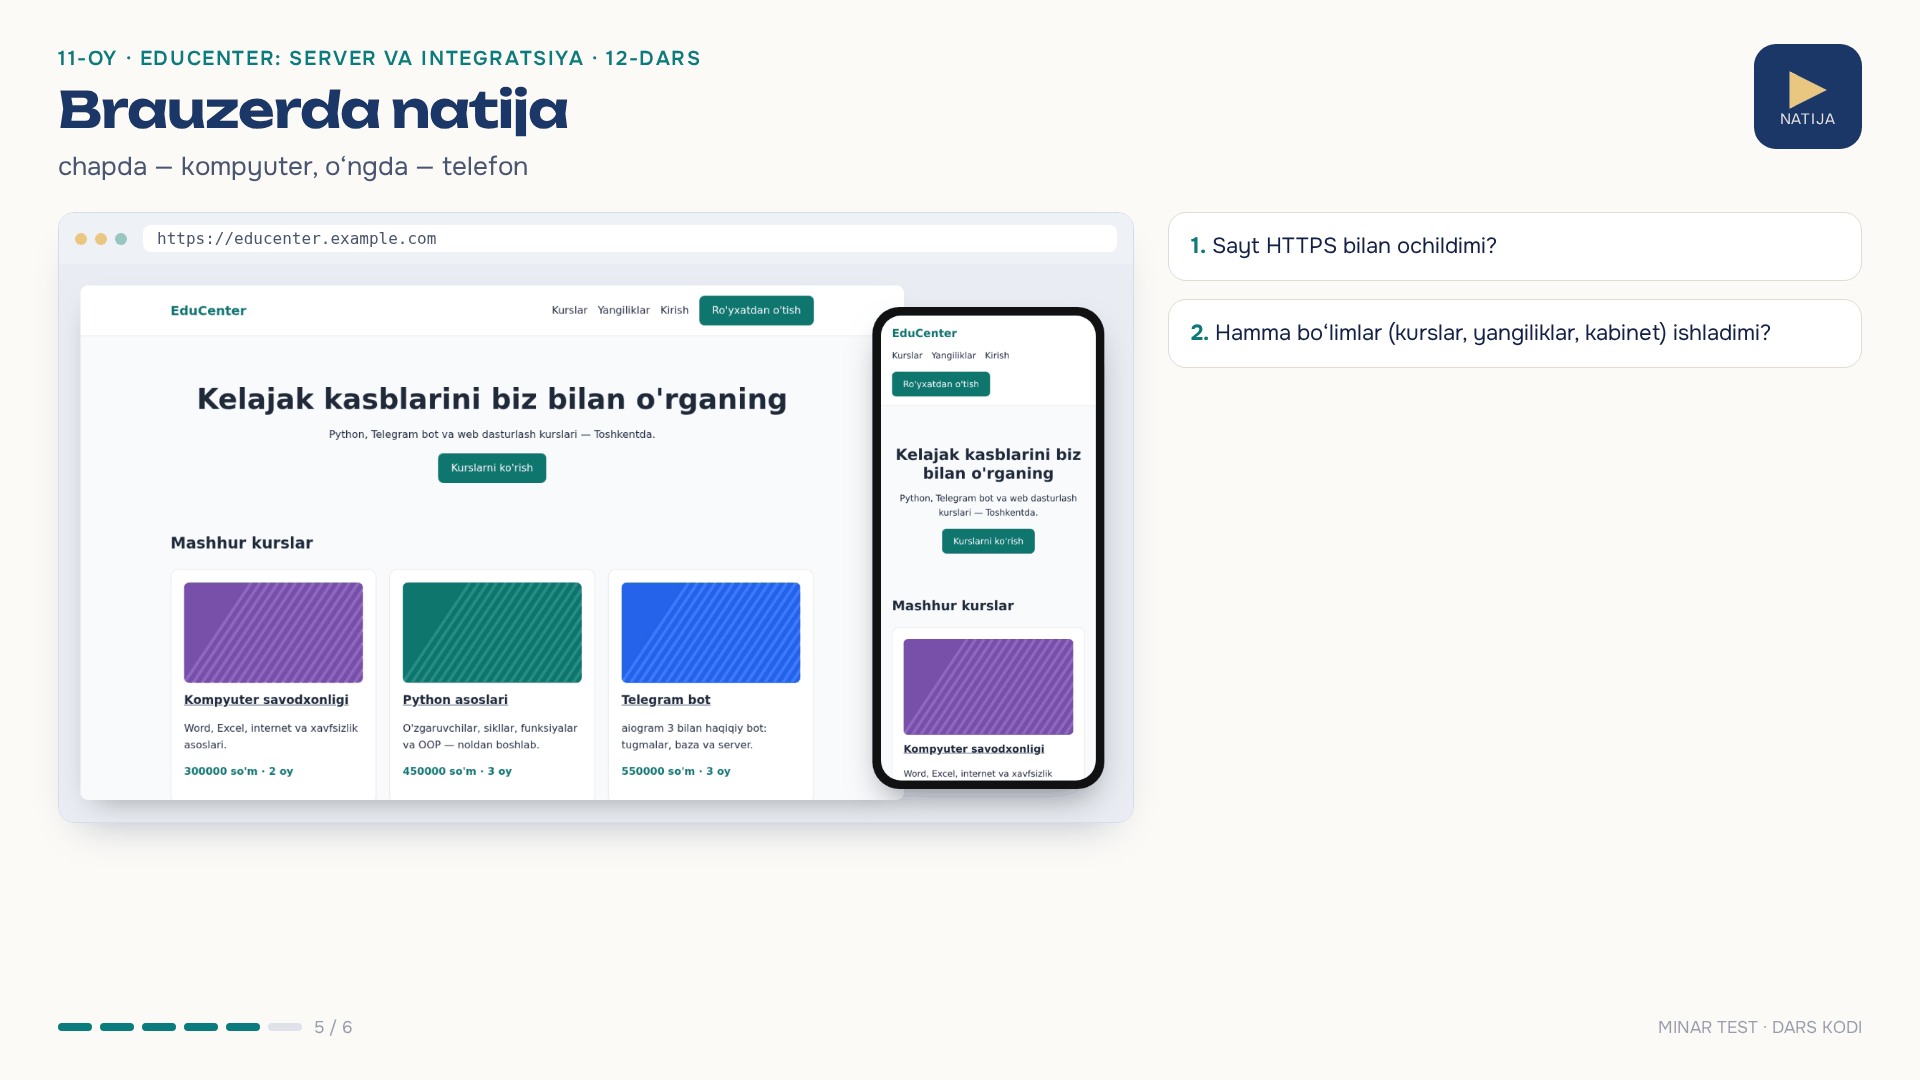 11-OY · EDUCENTER: SERVER VA INTEGRATSIYA · 12-DARS
Brauzerda natija
chapda — kompyuter, o‘ngda — telefon
NATIJA
https://educenter.example.com
EduCenter
Kurslar Yangiliklar Kirish Ro'yxatdan o'tish
Kelajak kasblarini biz bilan o'rganing
Python, Telegram bot va web dasturlash kurslari — Toshkentda.
Kurslarni ko'rish
Mashhur kurslar
Kompyuter savodxonligi
Word, Excel, internet va xavfsizlik
asoslari.
300000 so'm · 2 oy
Python asoslari
O'zgaruvchilar, sikllar, funksiyalar
va OOP — noldan boshlab.
450000 so'm · 3 oy
Telegram bot
aiogram 3 bilan haqiqiy bot:
tugmalar, baza va server.
550000 so'm · 3 oy
EduCenter
Kurslar Yangiliklar Kirish
Ro'yxatdan o'tish
Kelajak kasblarini biz
bilan o'rganing
Python, Telegram bot va web dasturlash
kurslari — Toshkentda.
Kurslarni ko'rish
Mashhur kurslar
Kompyuter savodxonligi
Word, Excel, internet va xavfsizlik
1. Sayt HTTPS bilan ochildimi?
2. Hamma bo‘limlar (kurslar, yangiliklar, kabinet) ishladimi?
5 / 6
MINAR TEST · DARS KODI